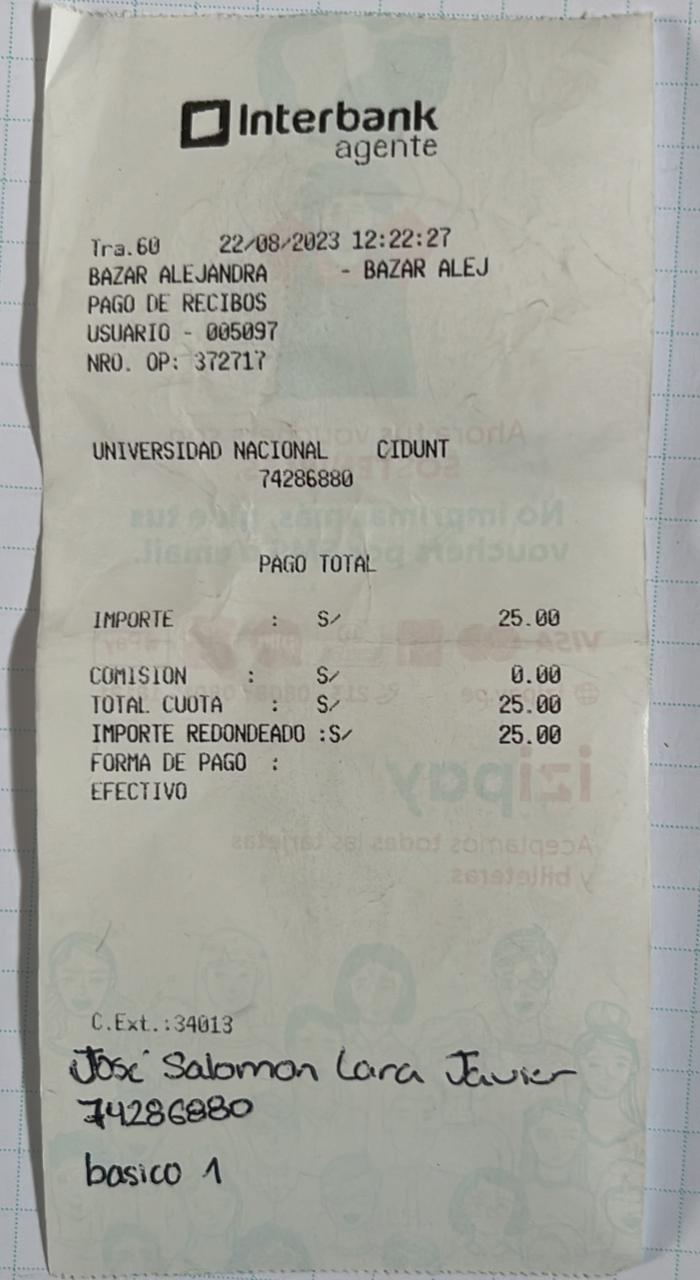 Interbank
agente
Tra.60 22/08/2023 12:22:27
BAZAR ALEJANDRA - BAZAR ALEJ
PAGO DE RECIBOS
USUARIO - 005097
NRO. OP: 372717
UNIVERSIDAD NACIONAL CIDUNT
74286880
PAGO TOTAL
IMPORTE : S/ 25.00
COMISION : S/ 0.00
TOTAL CUOTA : S/ 25.00
IMPORTE REDONDEADO :S/ 25.00
FORMA DE PAGO :
EFECTIVO
C.Ext.:34013
José Salomon Lara Javier
74286880
basico 1